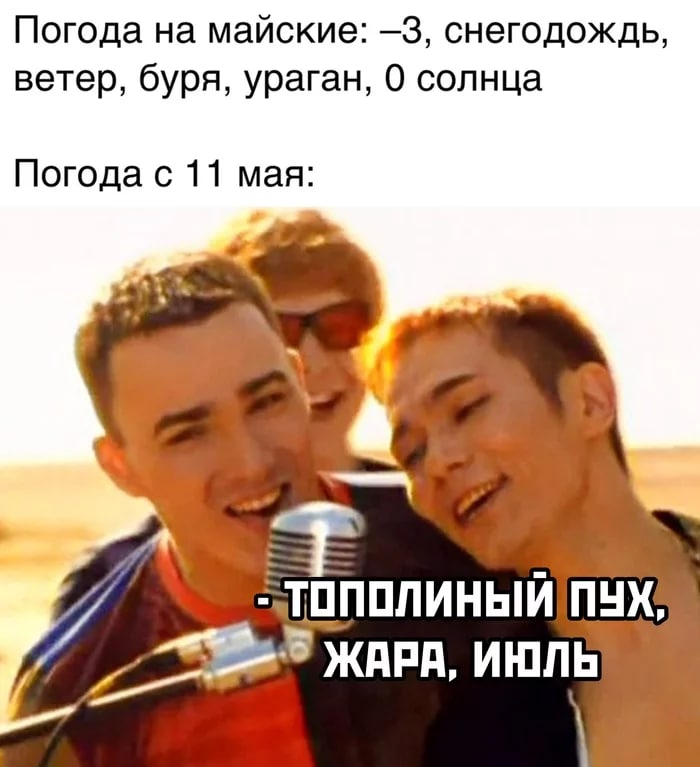 Погода на майские: –3, снегодождь,
ветер, буря, ураган, 0 солнца
Погода с 11 мая:
- ТОПОЛИНЫЙ ПУХ,
ЖАРА, ИЮЛЬ